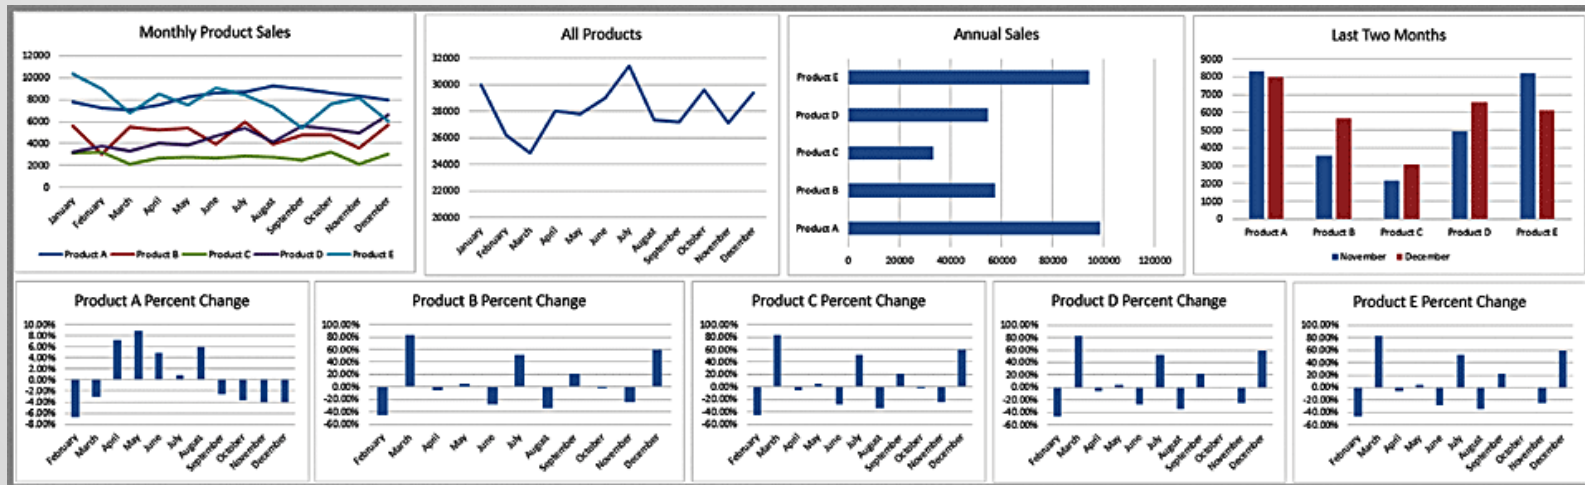 Monthly Product Sales
12000
10000
8000
6000
4000
2000
0
January
February
March
April
May
June
July
August
September
October
November
December
Product A Product B Product C Product D Product E
All Products
32000
30000
28000
26000
24000
22000
20000
January
February
March
April
May
June
July
August
September
October
November
December
Annual Sales
Product E
Product D
Product C
Product B
Product A
0 20000 40000 60000 80000 100000 120000
Last Two Months
9000
8000
7000
6000
5000
4000
3000
2000
1000
0
Product A Product B Product C Product D Product E
November December
Product A Percent Change
10.00%
8.00%
6.00%
4.00%
2.00%
0.00%
-2.00%
-4.00%
-6.00%
-8.00%
February
March
April
May
June
July
August
September
October
November
December
Product B Percent Change
100.00%
80.00%
60.00%
40.00%
20.00%
0.00%
-20.00%
-40.00%
-60.00%
February
March
April
May
June
July
August
September
October
November
December
Product C Percent Change
100.00%
80.00%
60.00%
40.00%
20.00%
0.00%
-20.00%
-40.00%
-60.00%
February
March
April
May
June
July
August
September
October
November
December
Product D Percent Change
100.00%
80.00%
60.00%
40.00%
20.00%
0.00%
-20.00%
-40.00%
-60.00%
February
March
April
May
June
July
August
September
October
November
December
Product E Percent Change
100.00%
80.00%
60.00%
40.00%
20.00%
0.00%
-20.00%
-40.00%
-60.00%
February
March
April
May
June
July
August
September
October
November
December